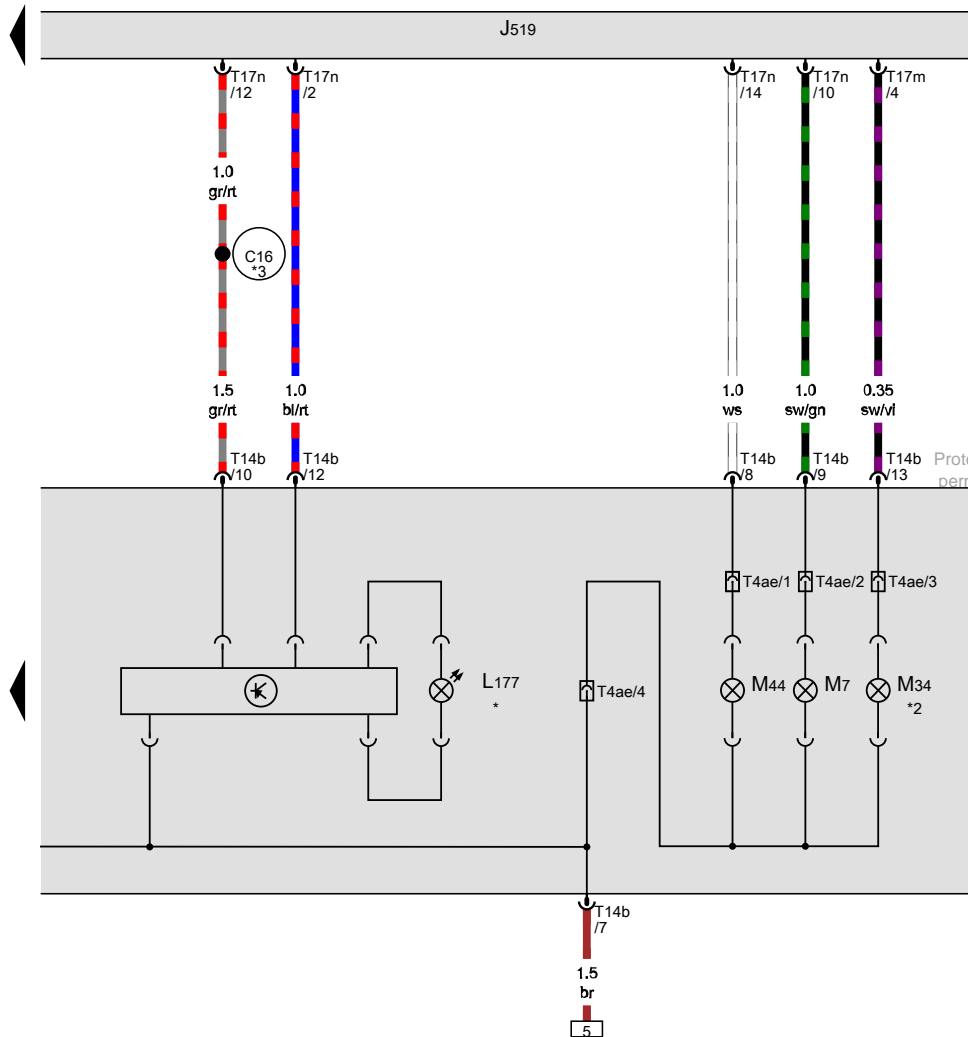 J519
T17n
/12
T17n
/2
T17n
/14
T17n
/10
T17m
/4
1.0
gr/rt
C16
*3
1.5
gr/rt
1.0
bl/rt
1.0
ws
1.0
sw/gn
0.35
sw/vi
T14b
/10
T14b
/12
T14b
/8
T14b
/9
T14b
/13
Prote
perm
T4ae/1
T4ae/2
T4ae/3
L177
*
T4ae/4
M44
M7
M34
*2
T14b
/7
1.5
br
5